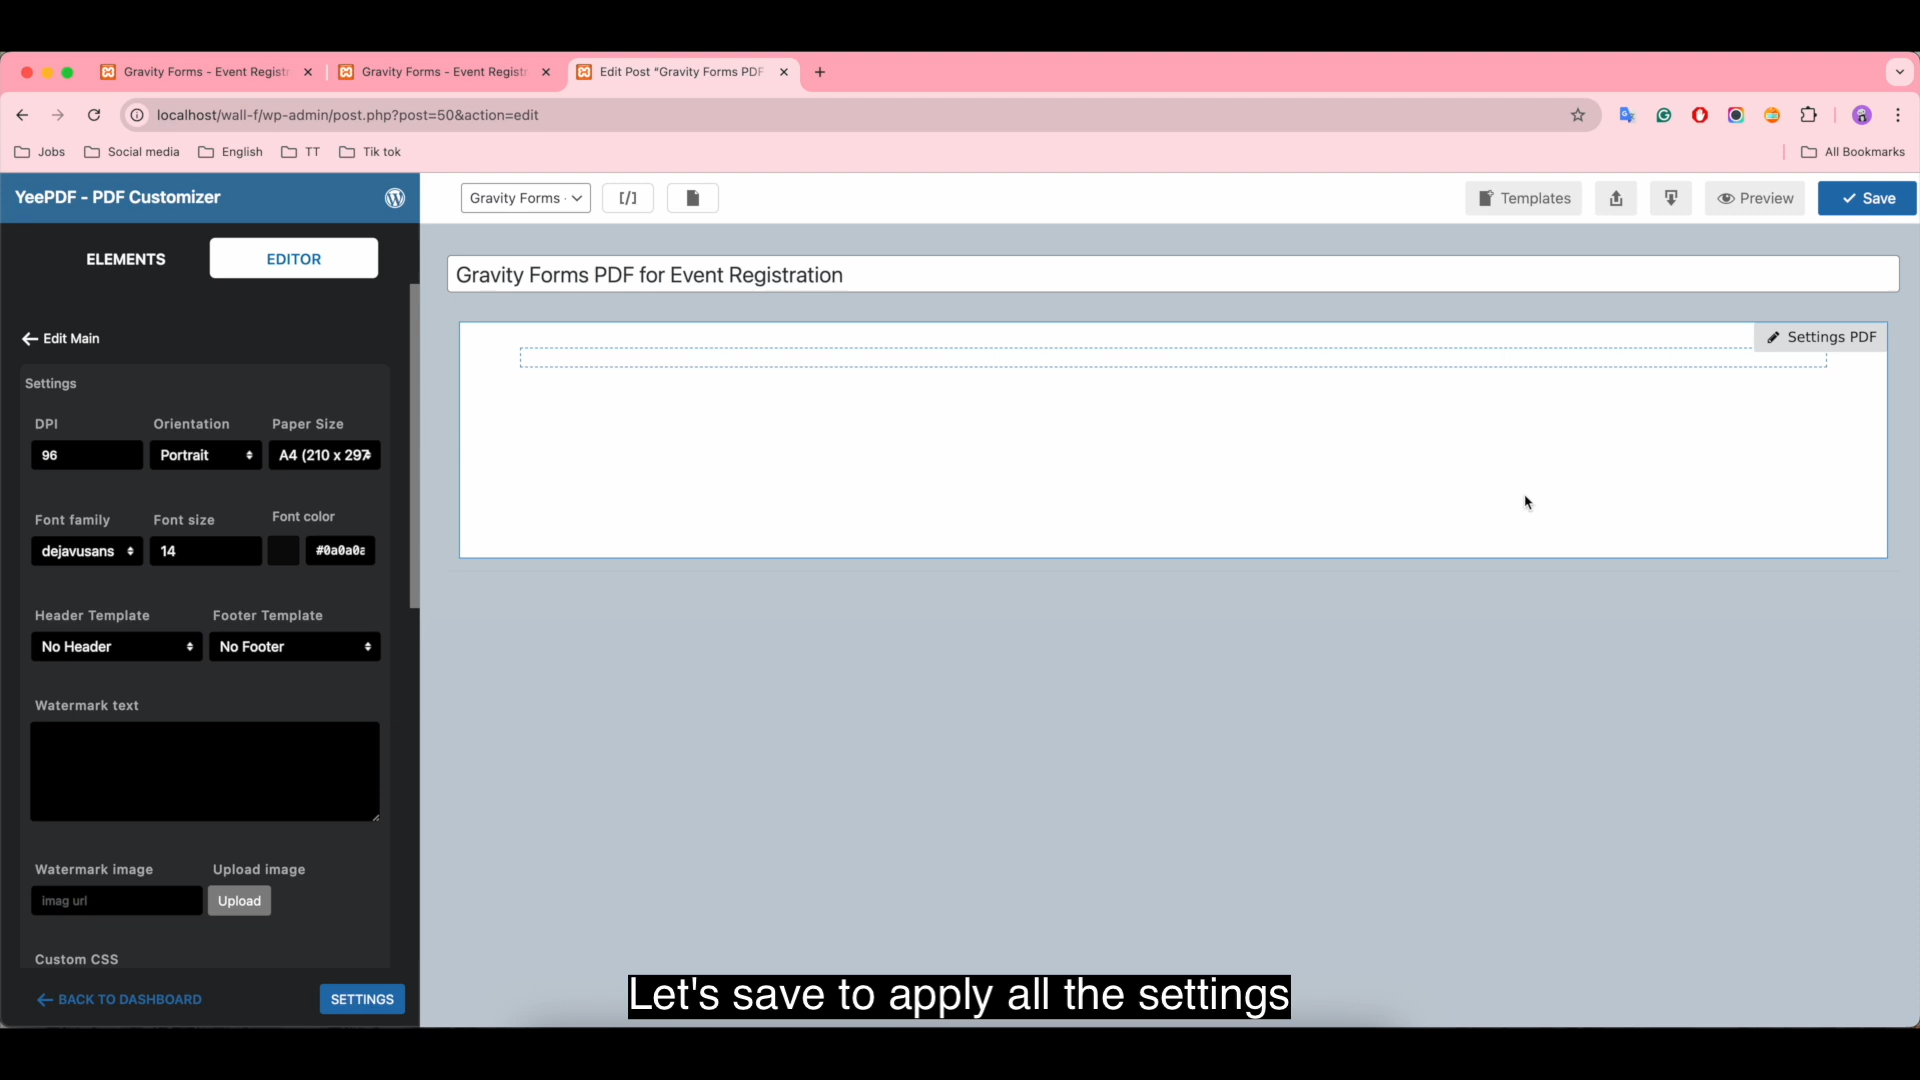 Gravity Forms - Event Registr
Gravity Forms - Event Registr
Edit Post “Gravity Forms PDF
localhost/wall-f/wp-admin/post.php?post=50&action=edit
Jobs
Social media
English
TT
Tik tok
All Bookmarks
YeePDF - PDF Customizer
Gravity Forms
[/]
Templates
Preview
Save
ELEMENTS
EDITOR
Gravity Forms PDF for Event Registration
Edit Main
Settings PDF
Settings
DPI
Orientation
Paper Size
96
Portrait
A4 (210 x 297
Font family
Font size
Font color
dejavusans
14
#0a0a0a
Header Template
Footer Template
No Header
No Footer
Watermark text
Watermark image
Upload image
imag url
Upload
Custom CSS
BACK TO DASHBOARD
SETTINGS
Let's save to apply all the settings